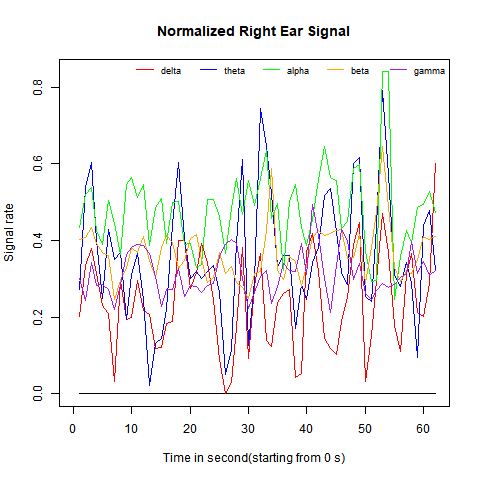 Normalized Right Ear Signal
delta theta alpha beta gamma
Signal rate
0.8
0.6
0.4
0.2
0.0
0 10 20 30 40 50 60
Time in second(starting from 0 s)